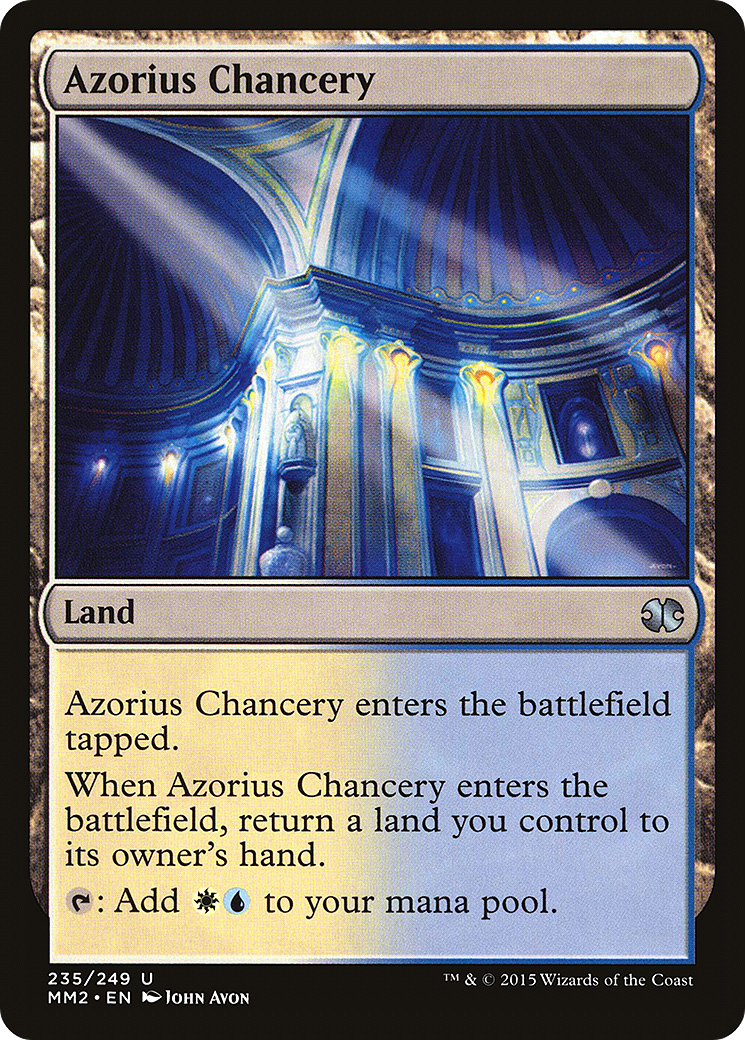 Azorius Chancery
AVON
Land
Azorius Chancery enters the battlefield
tapped.
When Azorius Chancery enters the
battlefield, return a land you control to
its owner's hand.
: Add to your mana pool.
235/249 U
MM2 • EN John Avon
™ & © 2015 Wizards of the Coast